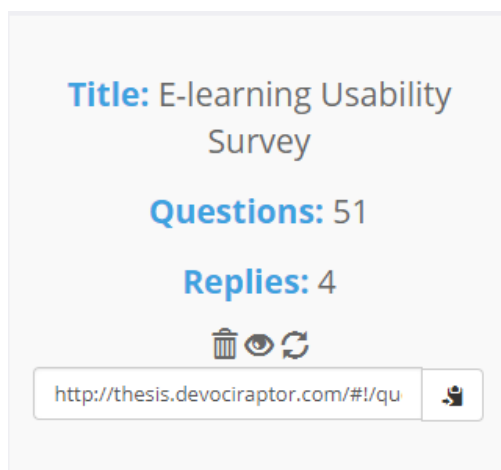 Title: E-learning Usability
Survey
Questions: 51
Replies: 4
http://thesis.devociraptor.com/#!/qu